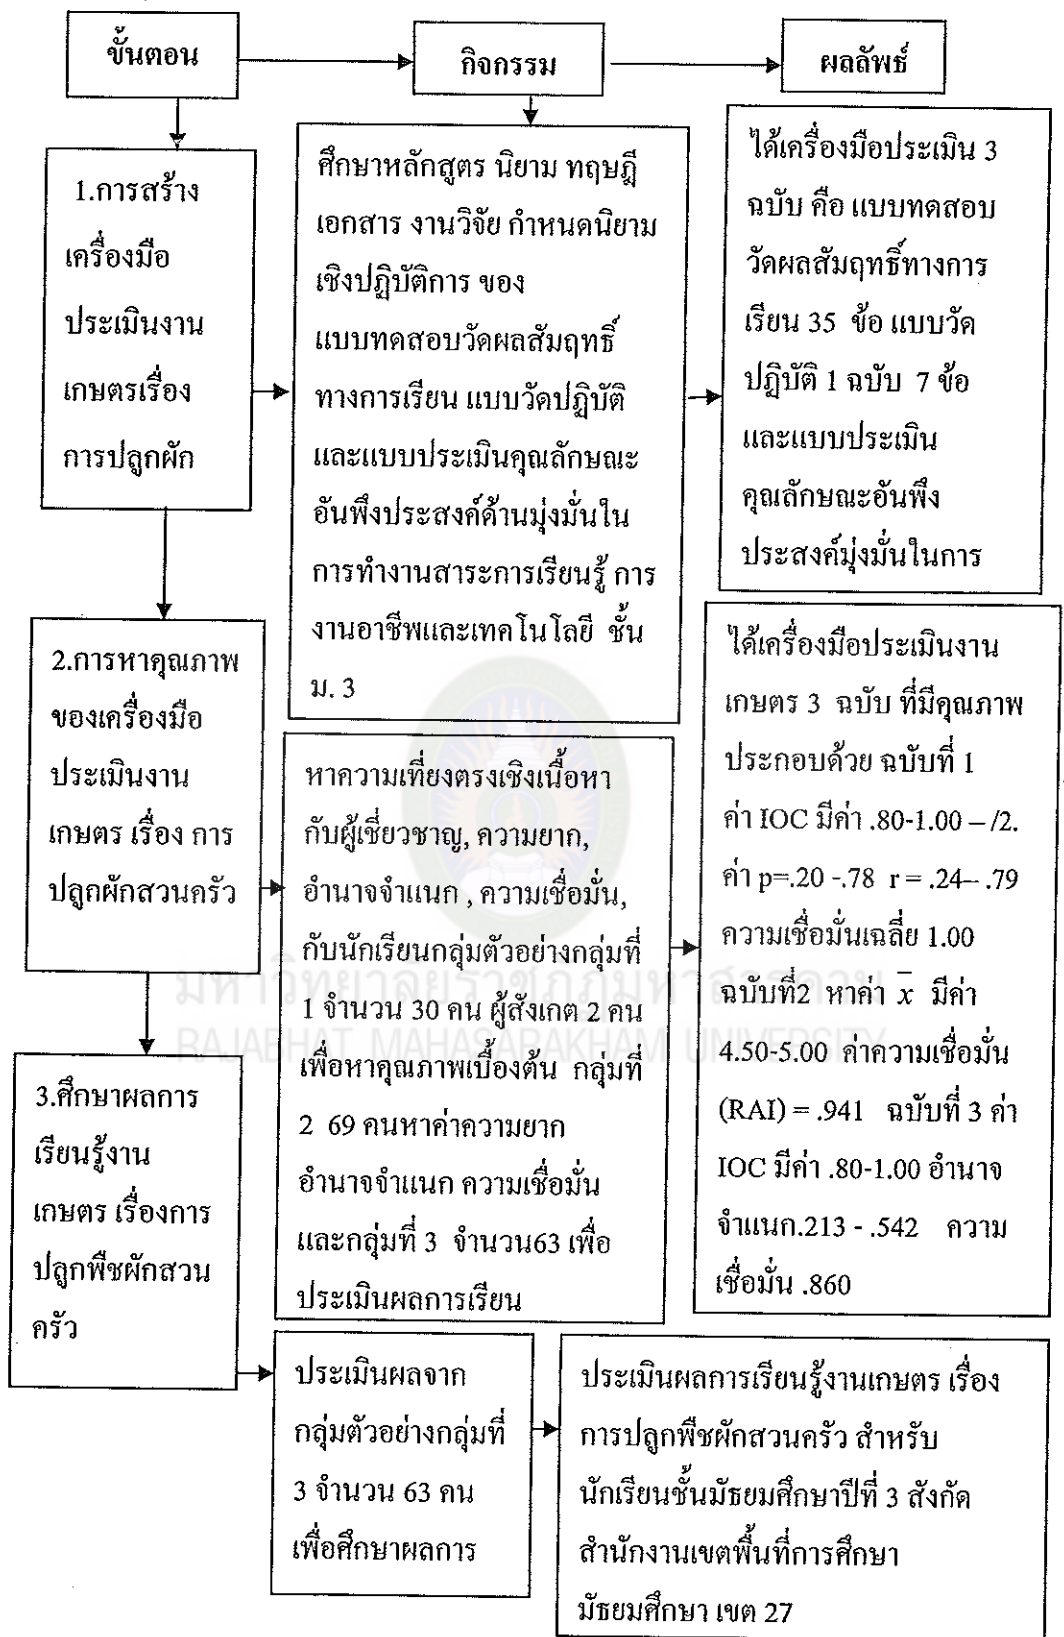 ขั้นตอน
กิจกรรม
ผลลัพธ์
1.การสร้าง
เครื่องมือ
ประเมินงาน
เกษตรเรื่อง
การปลูกผัก
ศึกษาหลักสูตร นิยาม ทฤษฎี
เอกสาร งานวิจัย กำหนดนิยาม
เชิงปฏิบัติการ ของ
แบบทดสอบวัดผลสัมฤทธิ์
ทางการเรียน แบบวัดปฏิบัติ
และแบบประเมินคุณลักษณะ
อันพึงประสงค์ด้านมุ่งมั่นใน
การทำงานสาระการเรียนรู้ การ
งานอาชีพและเทคโนโลยี ชั้น
ม. 3
ได้เครื่องมือประเมิน 3
ฉบับ คือ แบบทดสอบ
วัดผลสัมฤทธิ์ทางการ
เรียน 35 ข้อ แบบวัด
ปฏิบัติ 1 ฉบับ 7 ข้อ
และแบบประเมิน
คุณลักษณะอันพึง
ประสงค์มุ่งมั่นในการ
2.การหาคุณภาพ
ของเครื่องมือ
ประเมินงาน
เกษตร เรื่อง การ
ปลูกผักสวนครัว
หาความเที่ยงตรงเชิงเนื้อหา
กับผู้เชี่ยวชาญ, ความยาก,
อำนาจจำแนก , ความเชื่อมั่น,
กับนักเรียนกลุ่มตัวอย่างกลุ่มที่
1 จำนวน 30 คน ผู้สังเกต 2 คน
เพื่อหาคุณภาพเบื้องต้น กลุ่มที่
2 69 คนหาค่าความยาก
อำนาจจำแนก ความเชื่อมั่น
และกลุ่มที่ 3 จำนวน63 เพื่อ
ประเมินผลการเรียน
ได้เครื่องมือประเมินงาน
เกษตร 3 ฉบับ ที่มีคุณภาพ
ประกอบด้วย ฉบับที่ 1
ค่า IOC มีค่า .80-1.00 – /2.
ค่า p=.20 -.78 r = .24– .79
ความเชื่อมั่นเฉลี่ย 1.00
ฉบับที่2 หาค่า x̄ มีค่า
4.50-5.00 ค่าความเชื่อมั่น
(RAI) = .941 ฉบับที่ 3 ค่า
IOC มีค่า .80-1.00 อำนาจ
จำแนก.213 - .542 ความ
เชื่อมั่น .860
มหาวิทยาลัยราชภัฏมหาสารคาม
RAJABHAT MAHASARAKHAM UNIVERSITY
3.ศึกษาผลการ
เรียนรู้งาน
เกษตร เรื่องการ
ปลูกพืชผักสวน
ครัว
ประเมินผลจาก
กลุ่มตัวอย่างกลุ่มที่
3 จำนวน 63 คน
เพื่อศึกษาผลการ
ประเมินผลการเรียนรู้งานเกษตร เรื่อง
การปลูกพืชผักสวนครัว สำหรับ
นักเรียนชั้นมัธยมศึกษาปีที่ 3 สังกัด
สำนักงานเขตพื้นที่การศึกษา
มัธยมศึกษา เขต 27